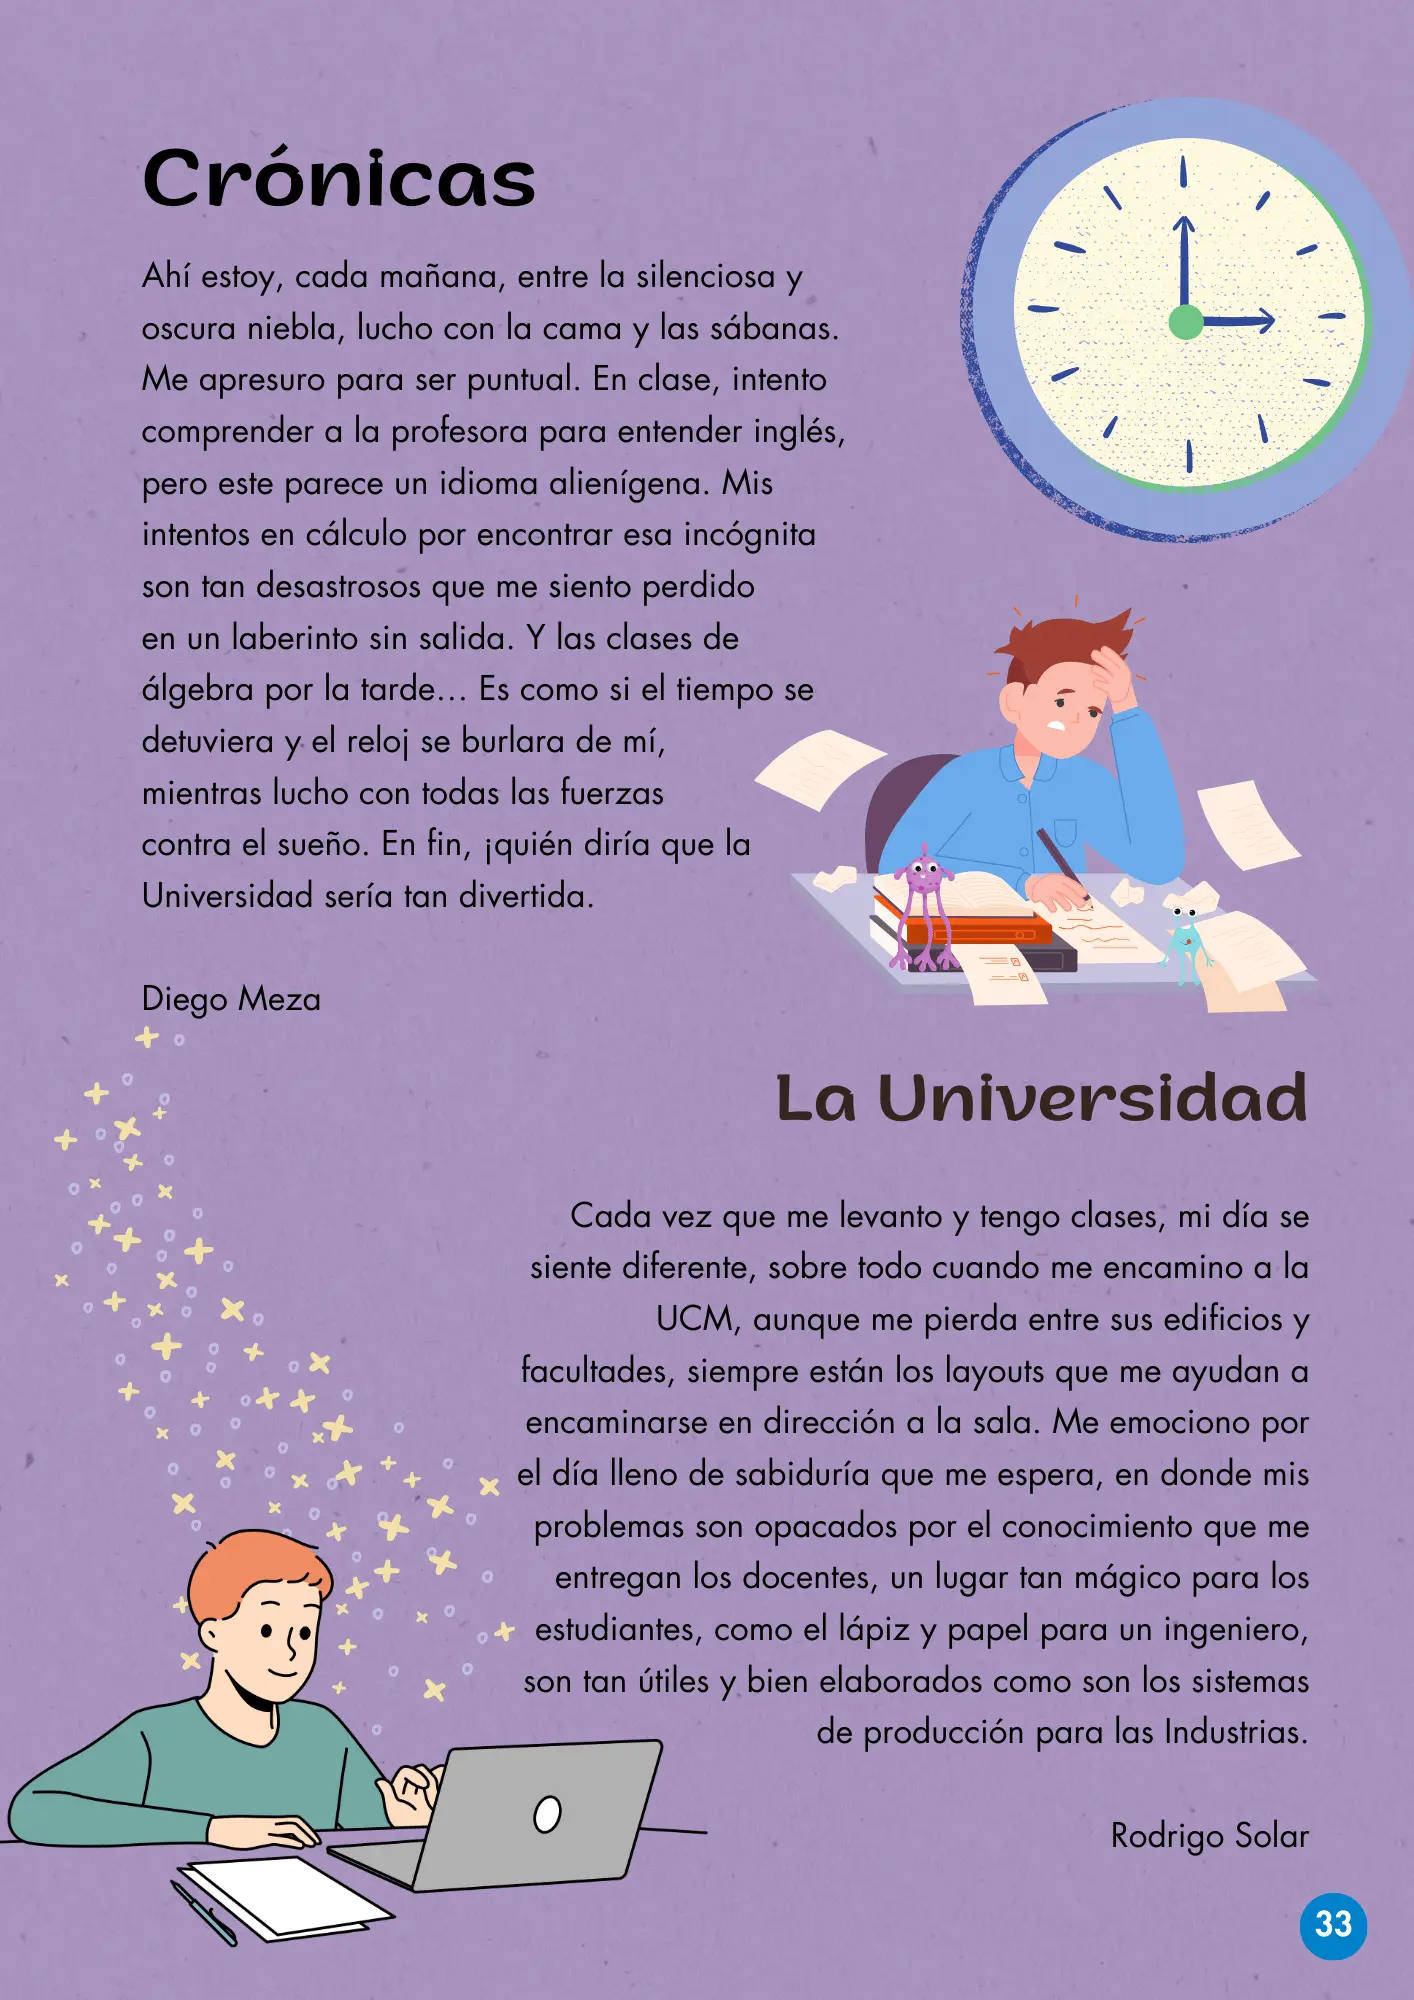 Crónicas
Ahí estoy, cada mañana, entre la silenciosa y
oscura niebla, lucho con la cama y las sábanas.
Me apresuro para ser puntual. En clase, intento
comprender a la profesora para entender inglés,
pero este parece un idioma alienígena. Mis
intentos en cálculo por encontrar esa incógnita
son tan desastrosos que me siento perdido
en un laberinto sin salida. Y las clases de
álgebra por la tarde... Es como si el tiempo se
detuviera y el reloj se burlara de mí,
mientras lucho con todas las fuerzas
contra el sueño. En fin, ¡quién diría que la
Universidad sería tan divertida.
Diego Meza
La Universidad
Cada vez que me levanto y tengo clases, mi día se
siente diferente, sobre todo cuando me encamino a la
UCM, aunque me pierda entre sus edificios y
facultades, siempre están los layouts que me ayudan a
encaminarse en dirección a la sala. Me emociono por
el día lleno de sabiduría que me espera, en donde mis
problemas son opacados por el conocimiento que me
entregan los docentes, un lugar tan mágico para los
estudiantes, como el lápiz y papel para un ingeniero,
son tan útiles y bien elaborados como son los sistemas
de producción para las Industrias.
Rodrigo Solar
33